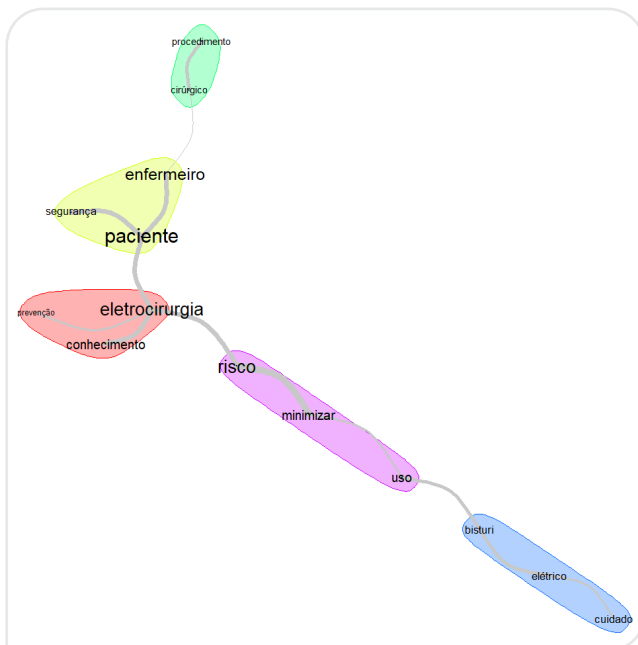 procedimento
cirúrgico
enfermeiro
segurança
paciente
eletrocirurgia
prevenção
conhecimento
risco
minimizar
uso
bisturi
elétrico
cuidado